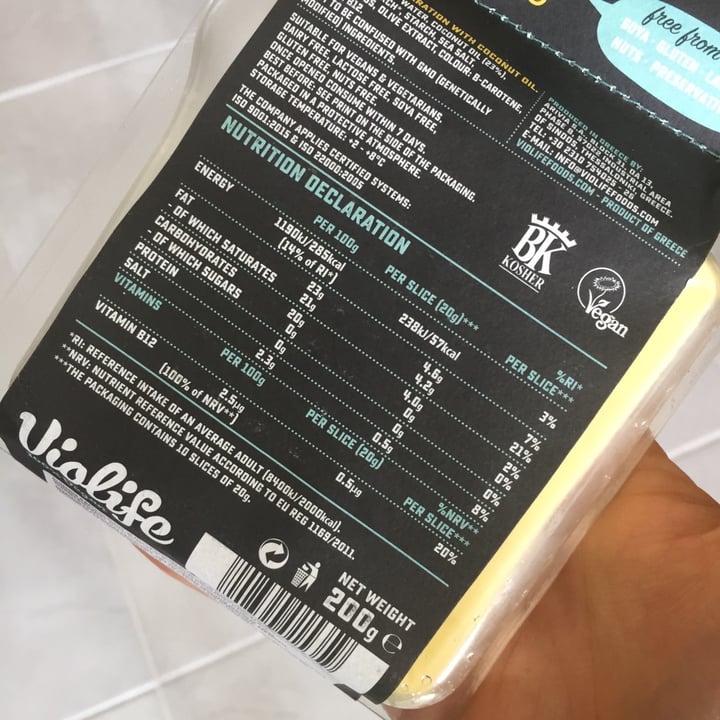 free from
SOYA · GLUTEN
NUTS · PRESERVAT
RATION WITH COCONUT OIL.
WATER, COCONUT OIL (23%),
STARCH, SEA SALT,
OLIVE EXTRACT, COLOUR: B-CAROTENE,
B12.
TO BE CONFUSED WITH GMO (GENETICALLY
MODIFIED) INGREDIENTS.
SUITABLE FOR VEGANS & VEGETARIANS.
DAIRY FREE, LACTOSE FREE, SOYA FREE,
GLUTEN FREE, NUTS FREE.
ONCE OPENED CONSUME WITHIN 7 DAYS.
BEST BEFORE: SEE PRINT ON THE SIDE OF THE PACKAGING.
PACKAGED IN A PROTECTIVE ATMOSPHERE.
STORAGE TEMPERATURE: +2 - +8°C
THE COMPANY APPLIES CERTIFIED SYSTEMS:
ISO 9001:2015 & ISO 22000:2005
PRODUCED IN GREECE BY:
OF SINDOS, THESSALONIKI, GREECE.
E-MAIL: INFO@VIOLIFEFOODS.COM
VIOLIFEFOODS.COM - PRODUCT OF GREECE
BK
KOSHER
Vegan
NUTRITION DECLARATION
PER 100g PER SLICE (20g)*** %RI* PER SLICE***
ENERGY 1190kJ/285kcal (14% of RI*) 238kJ/57kcal 3%
FAT 23g 4.6g 7%
- OF WHICH SATURATES 21g 4.2g 21%
CARBOHYDRATES 20g 4.0g 2%
- OF WHICH SUGARS 0g 0g 0%
PROTEIN 0g 0g 0%
SALT 2.3g 0.5g 8%
VITAMINS PER 100g PER SLICE (20g) %NRV** PER SLICE***
VITAMIN B12 2.5µg (100% of NRV**) 0.5µg 20%
*RI: REFERENCE INTAKE OF AN AVERAGE ADULT (8400kJ/2000kcal).
**NRV: NUTRIENT REFERENCE VALUE ACCORDING TO EU REG 1169/2011.
***THE PACKAGING CONTAINS 10 SLICES OF 20g.
Violife
NET WEIGHT
200g e